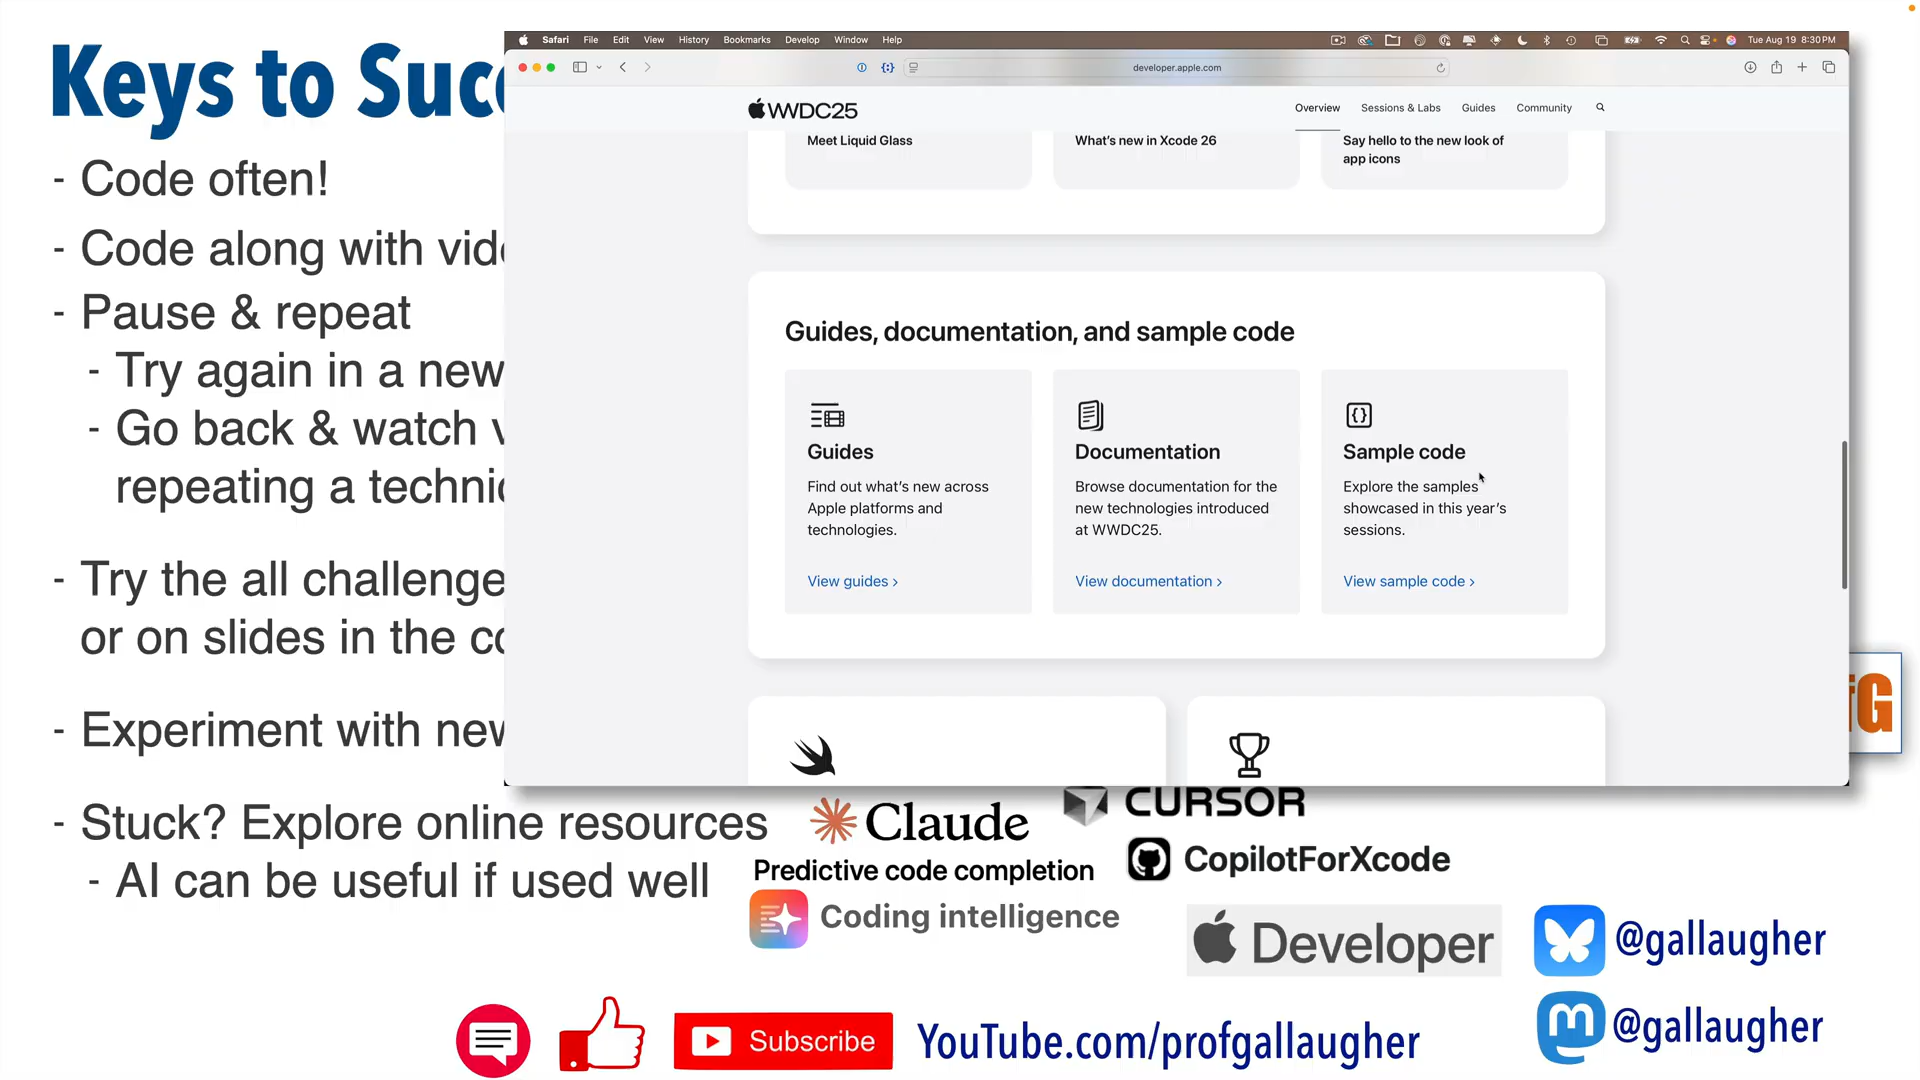 Keys to Succ
- Code often!
- Code along with vid
- Pause & repeat
- Try again in a new
- Go back & watch
repeating a techni
- Try the all challenge
or on slides in the co
- Experiment with new
- Stuck? Explore online resources
- AI can be useful if used well
Safari File Edit View History Bookmarks Develop Window Help
Tue Aug 19 8:30PM
developer.apple.com
WWDC25
Overview Sessions & Labs Guides Community
Meet Liquid Glass
What's new in Xcode 26
Say hello to the new look of
app icons
Guides, documentation, and sample code
Guides
Find out what's new across
Apple platforms and
technologies.
View guides >
Documentation
Browse documentation for the
new technologies introduced
at WWDC25.
View documentation >
Sample code
Explore the samples
showcased in this year's
sessions.
View sample code >
fG
Claude
CURSOR
Predictive code completion
CopilotForXcode
Coding intelligence
Developer
@gallaugher
@gallaugher
Subscribe
YouTube.com/profgallaugher